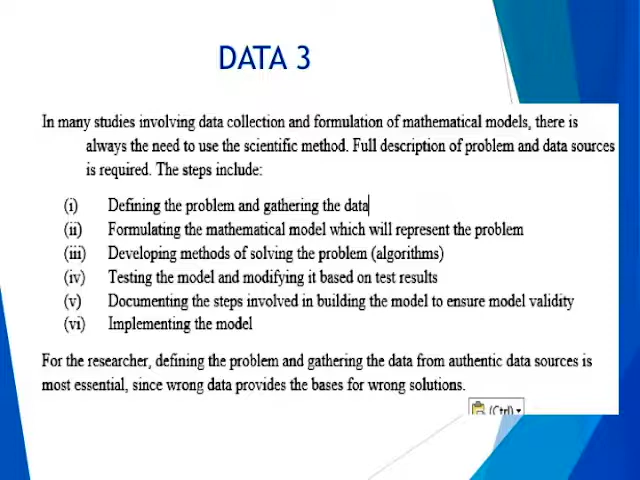 DATA 3
In many studies involving data collection and formulation of mathematical models, there is
always the need to use the scientific method. Full description of problem and data sources
is required. The steps include:
(i) Defining the problem and gathering the data
(ii) Formulating the mathematical model which will represent the problem
(iii) Developing methods of solving the problem (algorithms)
(iv) Testing the model and modifying it based on test results
(v) Documenting the steps involved in building the model to ensure model validity
(vi) Implementing the model
For the researcher, defining the problem and gathering the data from authentic data sources is
most essential, since wrong data provides the bases for wrong solutions.
(Ctrl)